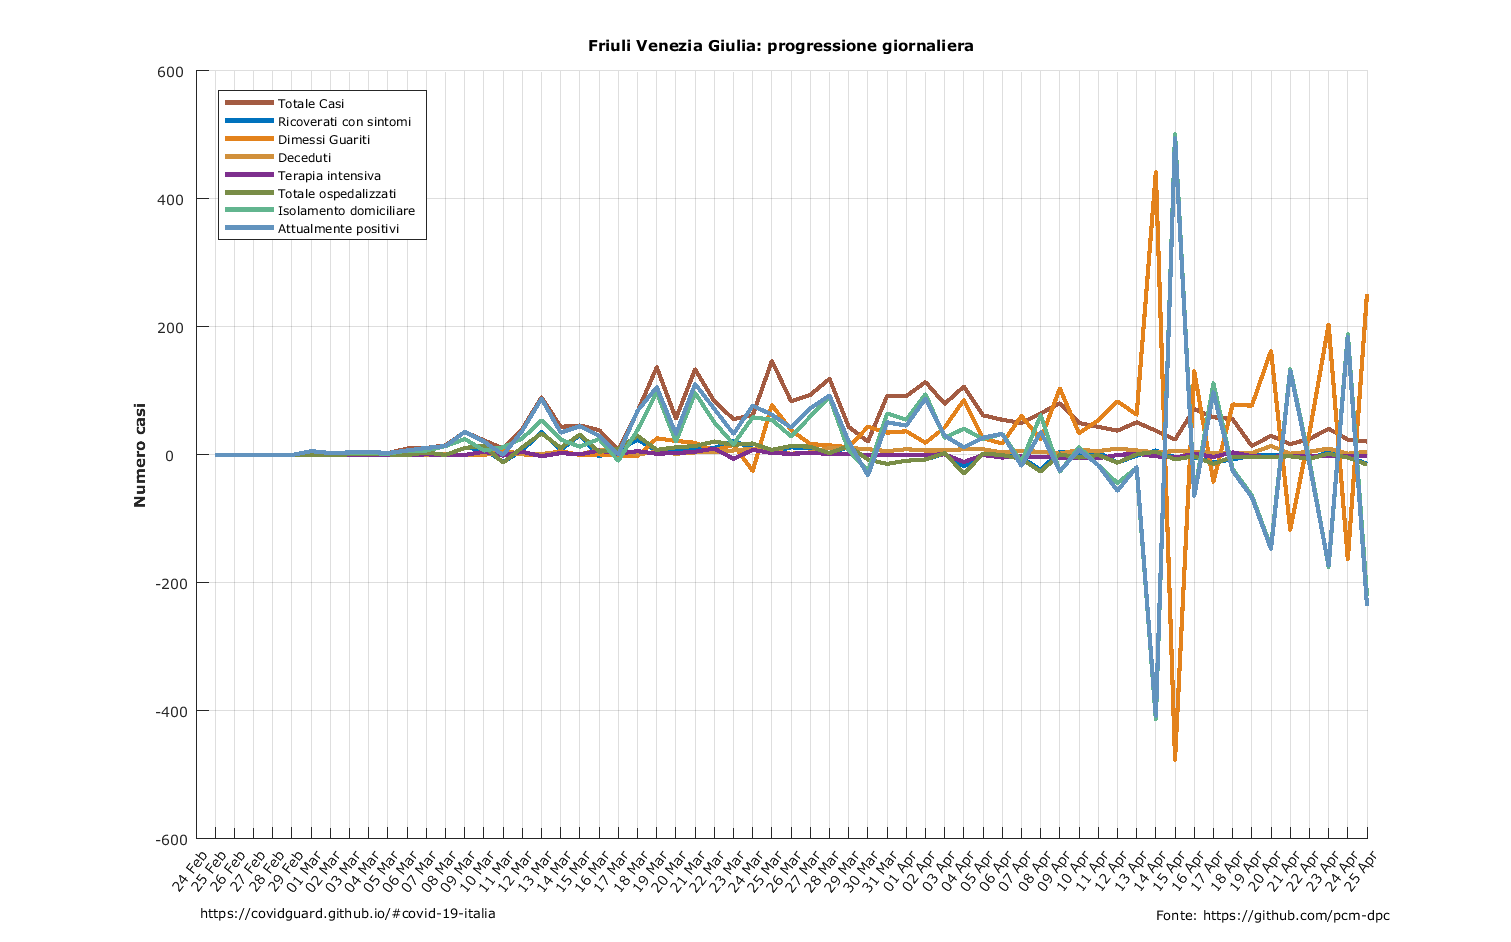 Friuli Venezia Giulia: progressione giornaliera
600
400
200
0
-200
-400
-600
Numero casi
Totale Casi
Ricoverati con sintomi
Dimessi Guariti
Deceduti
Terapia intensiva
Totale ospedalizzati
Isolamento domiciliare
Attualmente positivi
24 Feb
25 Feb
26 Feb
27 Feb
28 Feb
29 Feb
01 Mar
02 Mar
03 Mar
04 Mar
05 Mar
06 Mar
07 Mar
08 Mar
09 Mar
10 Mar
11 Mar
12 Mar
13 Mar
14 Mar
15 Mar
16 Mar
17 Mar
18 Mar
19 Mar
20 Mar
21 Mar
22 Mar
23 Mar
24 Mar
25 Mar
26 Mar
27 Mar
28 Mar
29 Mar
30 Mar
31 Mar
01 Apr
02 Apr
03 Apr
04 Apr
05 Apr
06 Apr
07 Apr
08 Apr
09 Apr
10 Apr
11 Apr
12 Apr
13 Apr
14 Apr
15 Apr
16 Apr
17 Apr
18 Apr
19 Apr
20 Apr
21 Apr
22 Apr
23 Apr
24 Apr
25 Apr
https://covidguard.github.io/#covid-19-italia
Fonte: https://github.com/pcm-dpc